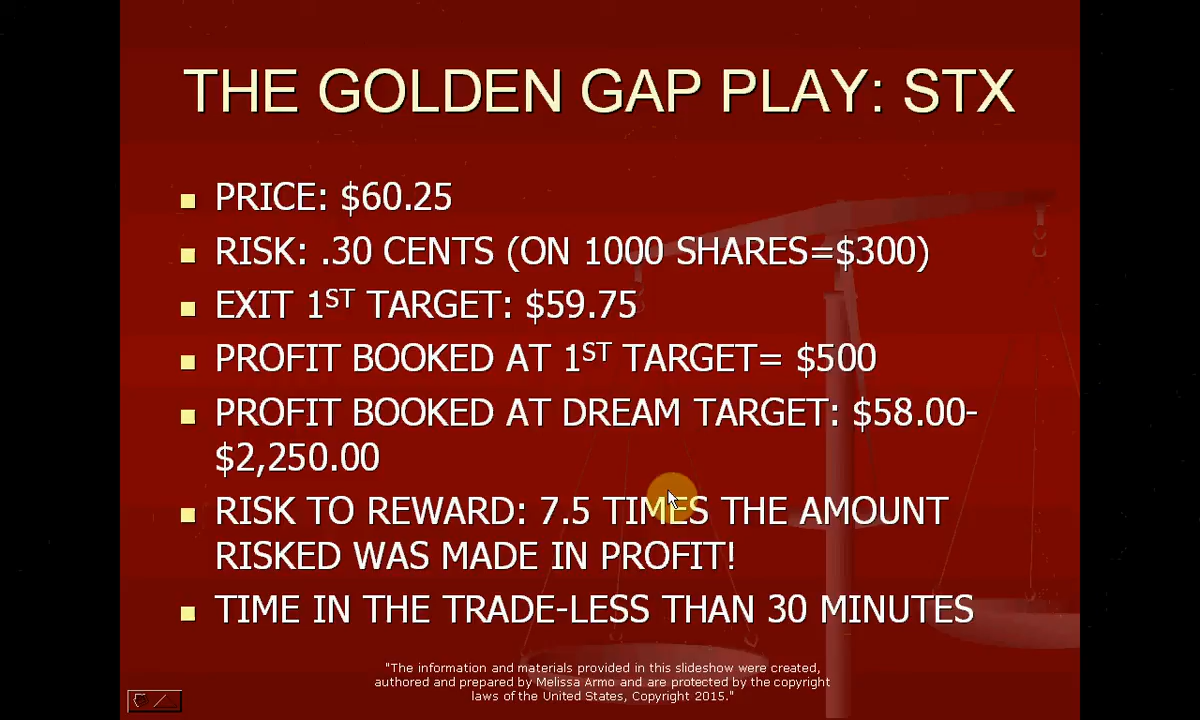 THE GOLDEN GAP PLAY: STX
PRICE: $60.25
RISK: .30 CENTS (ON 1000 SHARES=$300)
EXIT 1ST TARGET: $59.75
PROFIT BOOKED AT 1ST TARGET= $500
PROFIT BOOKED AT DREAM TARGET: $58.00-
$2,250.00
RISK TO REWARD: 7.5 TIMES THE AMOUNT
RISKED WAS MADE IN PROFIT!
TIME IN THE TRADE-LESS THAN 30 MINUTES
"The information and materials provided in this slideshow were created,
authored and prepared by Melissa Armo and are protected by the copyright
laws of the United States, Copyright 2015."